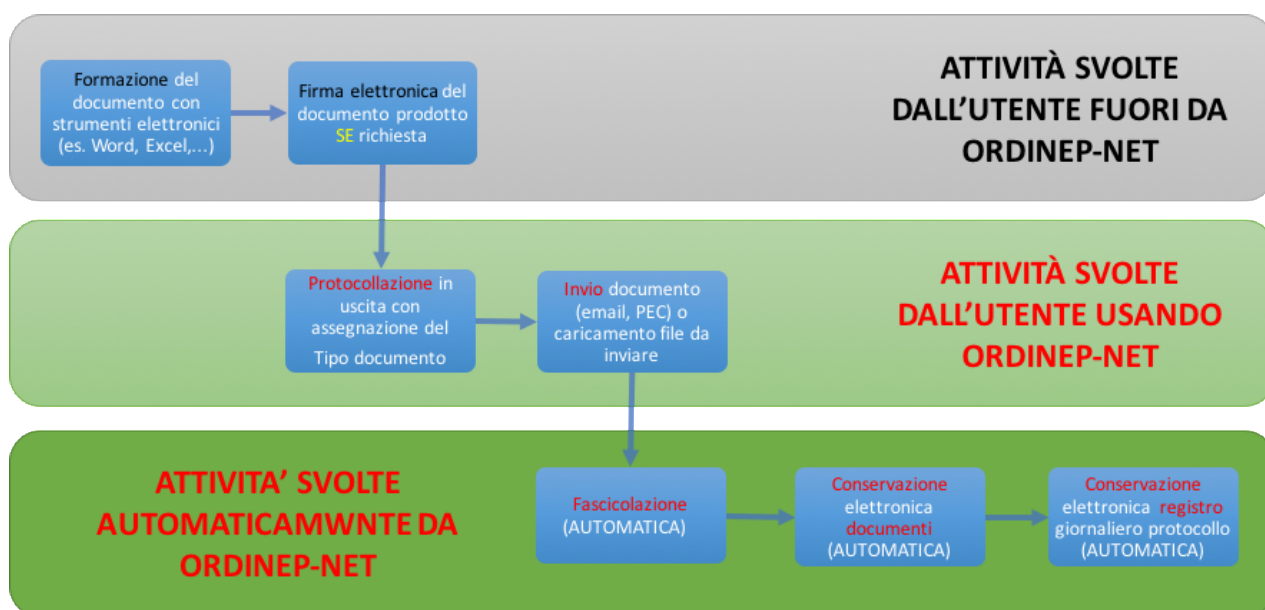 Formazione del
documento con
strumenti elettronici
(es. Word, Excel,...)
Firma elettronica del
documento prodotto
SE richiesta
ATTIVITÀ SVOLTE
DALL’UTENTE FUORI DA
ORDINEP-NET
Protocollazione in
uscita con
assegnazione del
Tipo documento
Invio documento
(email, PEC) o
caricamento file da
inviare
ATTIVITÀ SVOLTE
DALL’UTENTE USANDO
ORDINEP-NET
ATTIVITA’ SVOLTE
AUTOMATICAMWNTE DA
ORDINEP-NET
Fascicolazione
(AUTOMATICA)
Conservazione
elettronica
documenti
(AUTOMATICA)
Conservazione
elettronica registro
giornaliero protocollo
(AUTOMATICA)